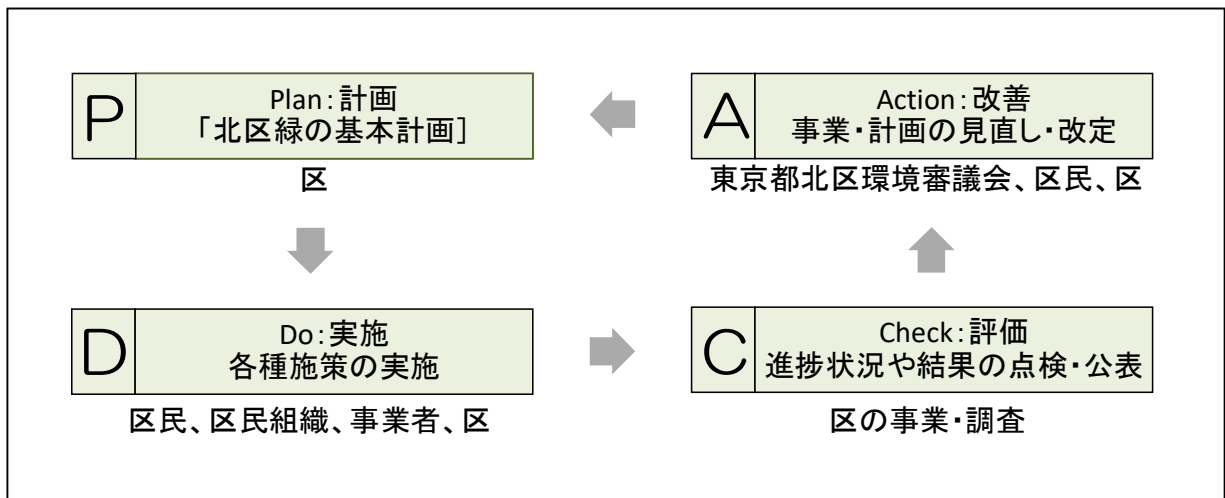 P
Plan:計画
「北区緑の基本計画]
区
A
Action:改善
事業・計画の見直し・改定
東京都北区環境審議会、区民、区
D
Do:実施
各種施策の実施
区民、区民組織、事業者、区
C
Check:評価
進捗状況や結果の点検・公表
区の事業・調査